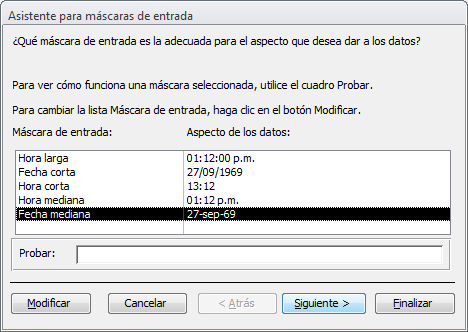 Asistente para máscaras de entrada
¿Qué máscara de entrada es la adecuada para el aspecto que desea dar a los datos?
Para ver cómo funciona una máscara seleccionada, utilice el cuadro Probar.
Para cambiar la lista Máscara de entrada, haga clic en el botón Modificar.
Máscara de entrada: Aspecto de los datos:
Hora larga 01:12:00 p.m.
Fecha corta 27/09/1969
Hora corta 13:12
Hora mediana 01:12 p.m.
Fecha mediana 27-sep-69
Probar:
Modificar Cancelar < Atrás Siguiente > Finalizar